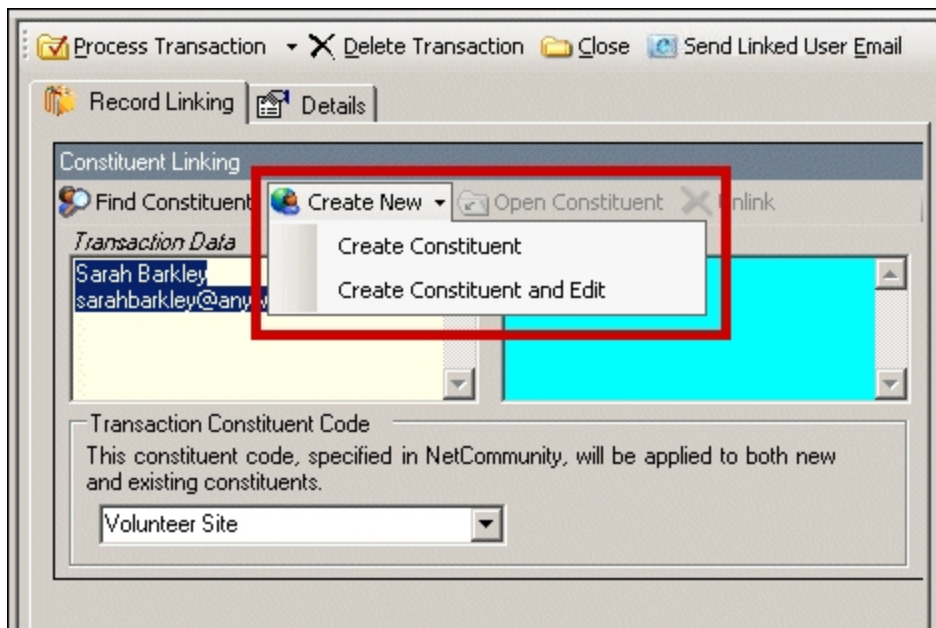 Process Transaction Delete Transaction Close Send Linked User Email
Record Linking Details
Constituent Linking
Find Constituent Create New Open Constituent
Transaction Data Create Constituent
Sarah Barkley
sarahbarkley@any Create Constituent and Edit
Transaction Constituent Code
This constituent code, specified in NetCommunity, will be applied to both new
and existing constituents.
Volunteer Site